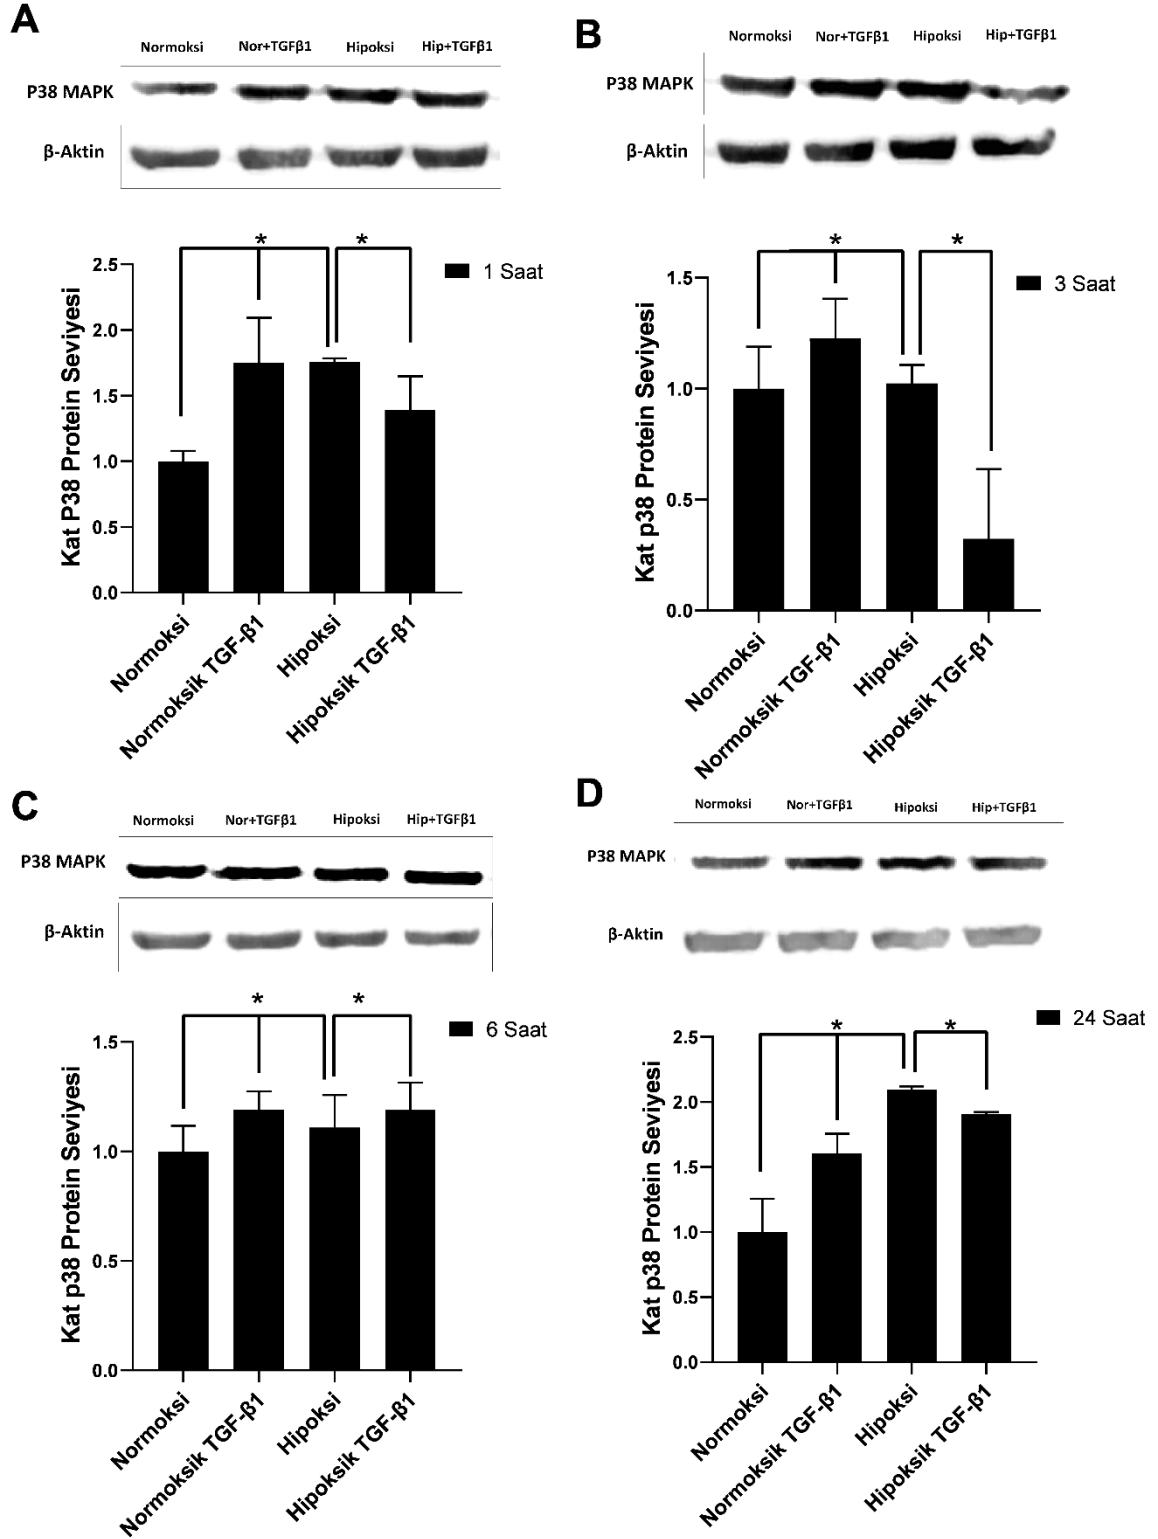 A
Normoksi Nor+TGFβ1 Hipoksi Hip+TGFβ1
P38 MAPK
β-Aktin
* *
1 Saat
Kat P38 Protein Seviyesi
2.5
2.0
1.5
1.0
0.5
0.0
Normoksi
Normoksik TGF-β1
Hipoksi
Hipoksik TGF-β1
B
Normoksi Nor+TGFβ1 Hipoksi Hip+TGFβ1
P38 MAPK
β-Aktin
* *
3 Saat
Kat p38 Protein Seviyesi
1.5
1.0
0.5
0.0
Normoksi
Normoksik TGF-β1
Hipoksi
Hipoksik TGF-β1
C
Normoksi Nor+TGFβ1 Hipoksi Hip+TGFβ1
P38 MAPK
β-Aktin
* *
6 Saat
Kat p38 Protein Seviyesi
1.5
1.0
0.5
0.0
Normoksi
Normoksik TGF-β1
Hipoksi
Hipoksik TGF-β1
D
Normoksi Nor+TGFβ1 Hipoksi Hip+TGFβ1
P38 MAPK
β-Aktin
* *
24 Saat
Kat p38 Protein Seviyesi
2.5
2.0
1.5
1.0
0.5
0.0
Normoksi
Normoksik TGF-β1
Hipoksi
Hipoksik TGF-β1